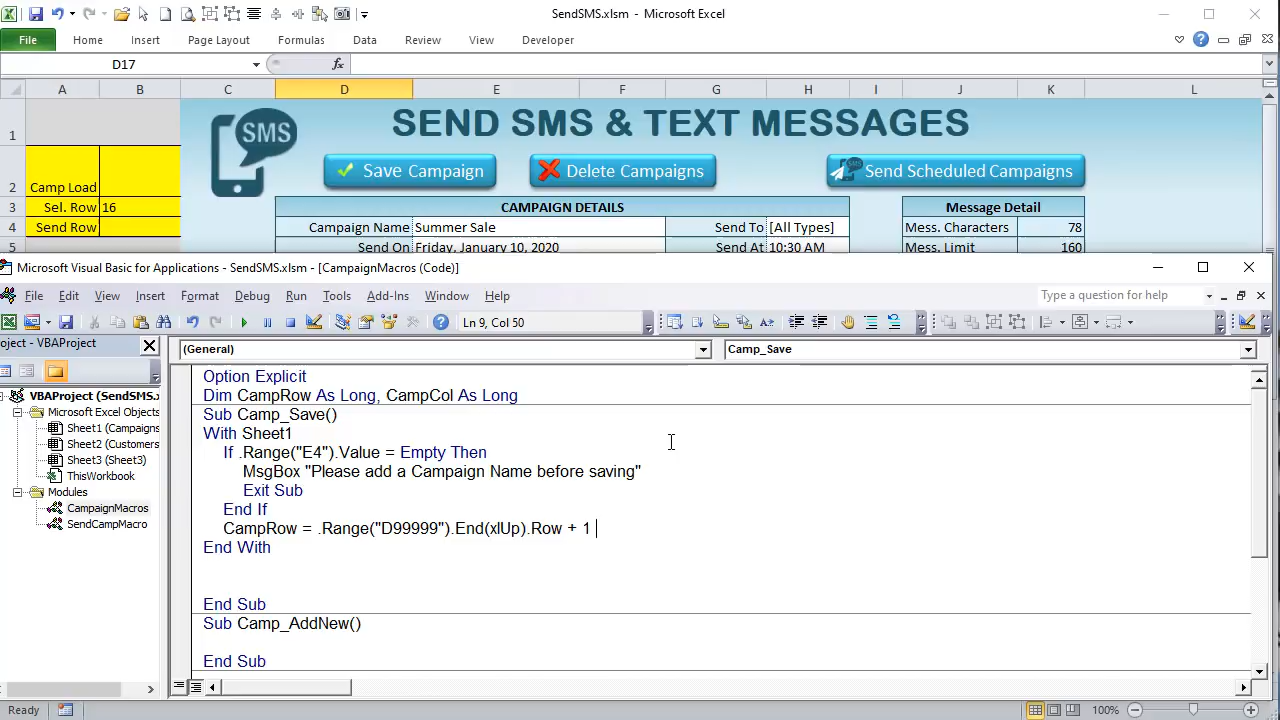 SendSMS.xlsm - Microsoft Excel
File Home Insert Page Layout Formulas Data Review View Developer
D17 fx
A B C D E F G H I J K L
1 SMS SEND SMS & TEXT MESSAGES
2 Camp Load Save Campaign Delete Campaigns Send Scheduled Campaigns
3 Sel. Row 16 CAMPAIGN DETAILS Message Detail
4 Send Row Campaign Name Summer Sale Send To [All Types] Mess. Characters 78
5 Send On Friday, January 10, 2020 Send At 10:30 AM Mess. Limit 160
Microsoft Visual Basic for Applications - SendSMS.xlsm - [CampaignMacros (Code)]
File Edit View Insert Format Debug Run Tools Add-Ins Window Help Type a question for help
Ln 9, Col 50
oject - VBAProject
(General) Camp_Save
VBAProject (SendSMS.x
Microsoft Excel Objects
Sheet1 (Campaigns
Sheet2 (Customers
Sheet3 (Sheet3)
ThisWorkbook
Modules
CampaignMacros
SendCampMacro
Option Explicit
Dim CampRow As Long, CampCol As Long
Sub Camp_Save()
With Sheet1
If .Range("E4").Value = Empty Then
MsgBox "Please add a Campaign Name before saving"
Exit Sub
End If
CampRow = .Range("D99999").End(xlUp).Row + 1
End With
End Sub
Sub Camp_AddNew()
End Sub
Ready 100%